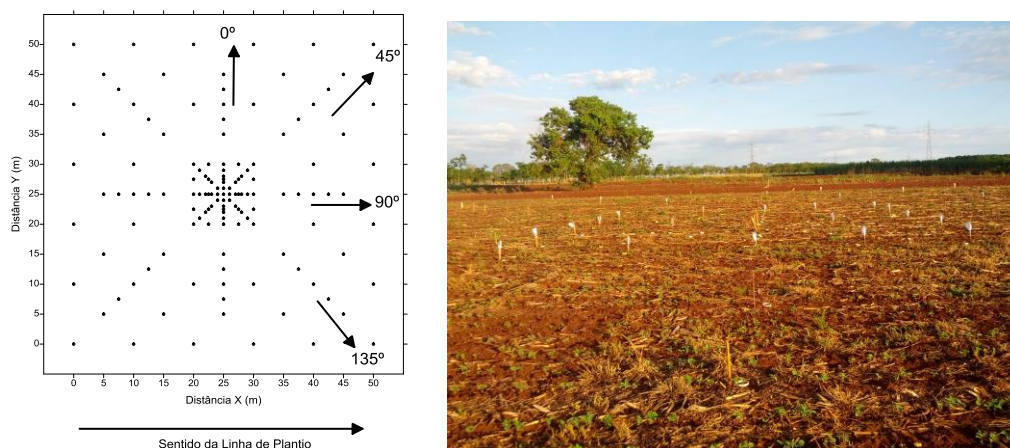 0º
45º
90º
135º
50
45
40
35
30
25
20
15
10
5
0
Distância Y (m)
0 5 10 15 20 25 30 35 40 45 50
Distância X (m)
Sentido da Linha de Plantio